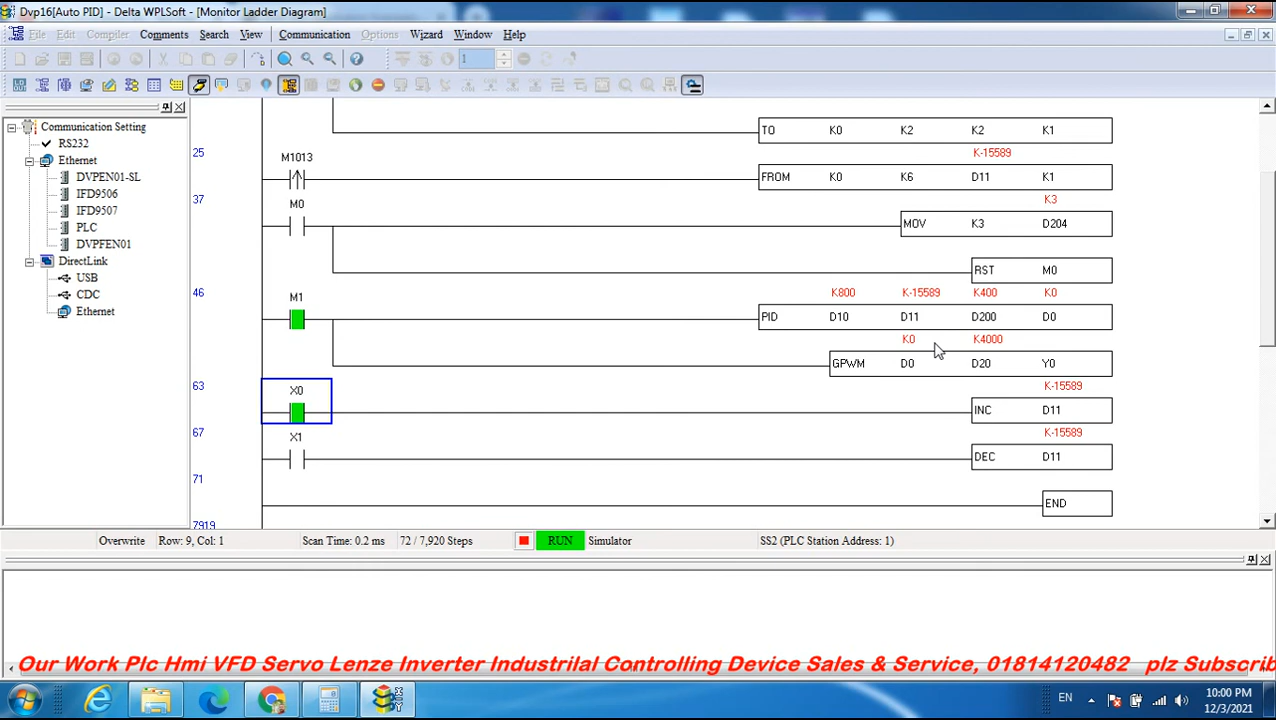 Dvp16[Auto PID] - Delta WPLSoft - [Monitor Ladder Diagram]
File Edit Compiler Comments Search View Communication Options Wizard Window Help
1
Communication Setting
RS232
Ethernet
DVPEN01-SL
IFD9506
IFD9507
PLC
DVPFEN01
DirectLink
USB
CDC
Ethernet
TO K0 K2 K2 K1
25
K-15589
M1013
FROM K0 K6 D11 K1
37
K3
M0
MOV K3 D204
RST M0
46
K800 K-15589 K400 K0
M1
PID D10 D11 D200 D0
K0 K4000
GPWM D0 D20 Y0
63
K-15589
X0
INC D11
67
K-15589
X1
DEC D11
71
END
7919
Overwrite Row: 9, Col: 1 Scan Time: 0.2 ms 72 / 7,920 Steps RUN Simulator SS2 (PLC Station Address: 1)
Our Work Plc Hmi VFD Servo Lenze Inverter Industrilal Controlling Device Sales & Service, 01814120482 plz Subscrib
EN
10:00 PM
12/3/2021